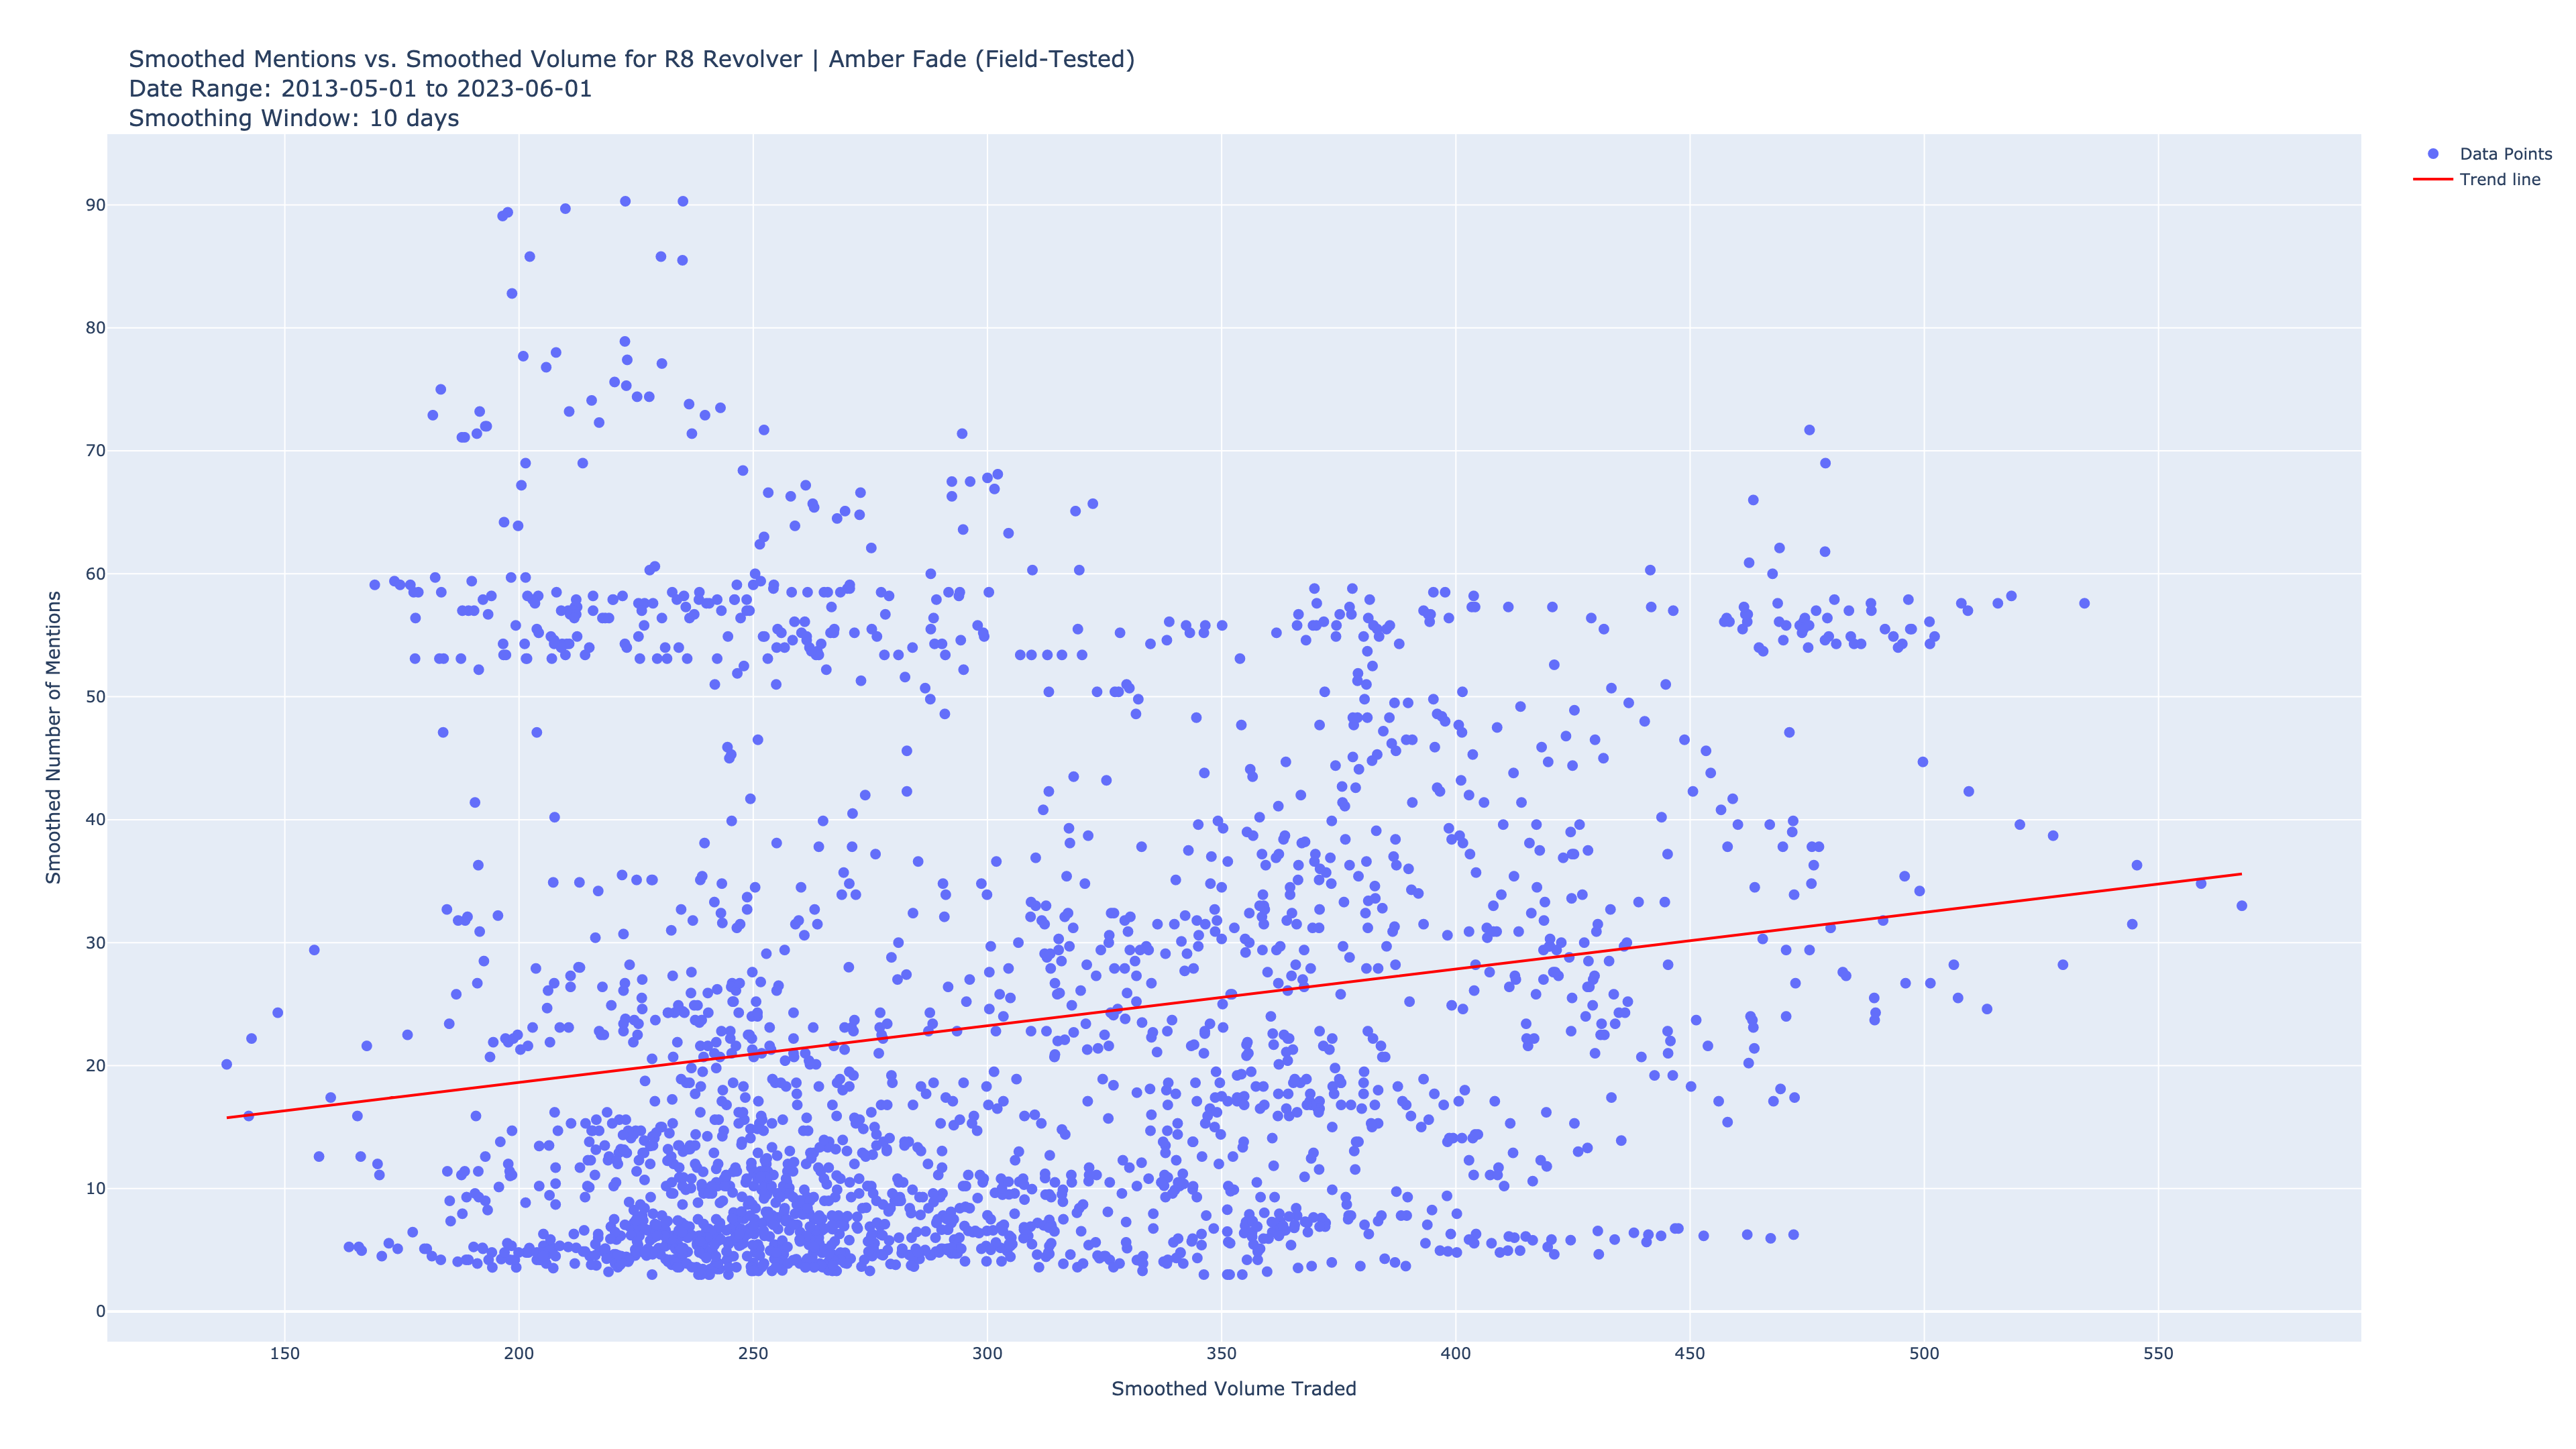 Smoothed Mentions vs. Smoothed Volume for R8 Revolver | Amber Fade (Field-Tested)
Date Range: 2013-05-01 to 2023-06-01
Smoothing Window: 10 days
Data Points
Trend line
90
80
70
60
50
40
30
20
10
0
Smoothed Number of Mentions
150
200
250
300
350
400
450
500
550
Smoothed Volume Traded